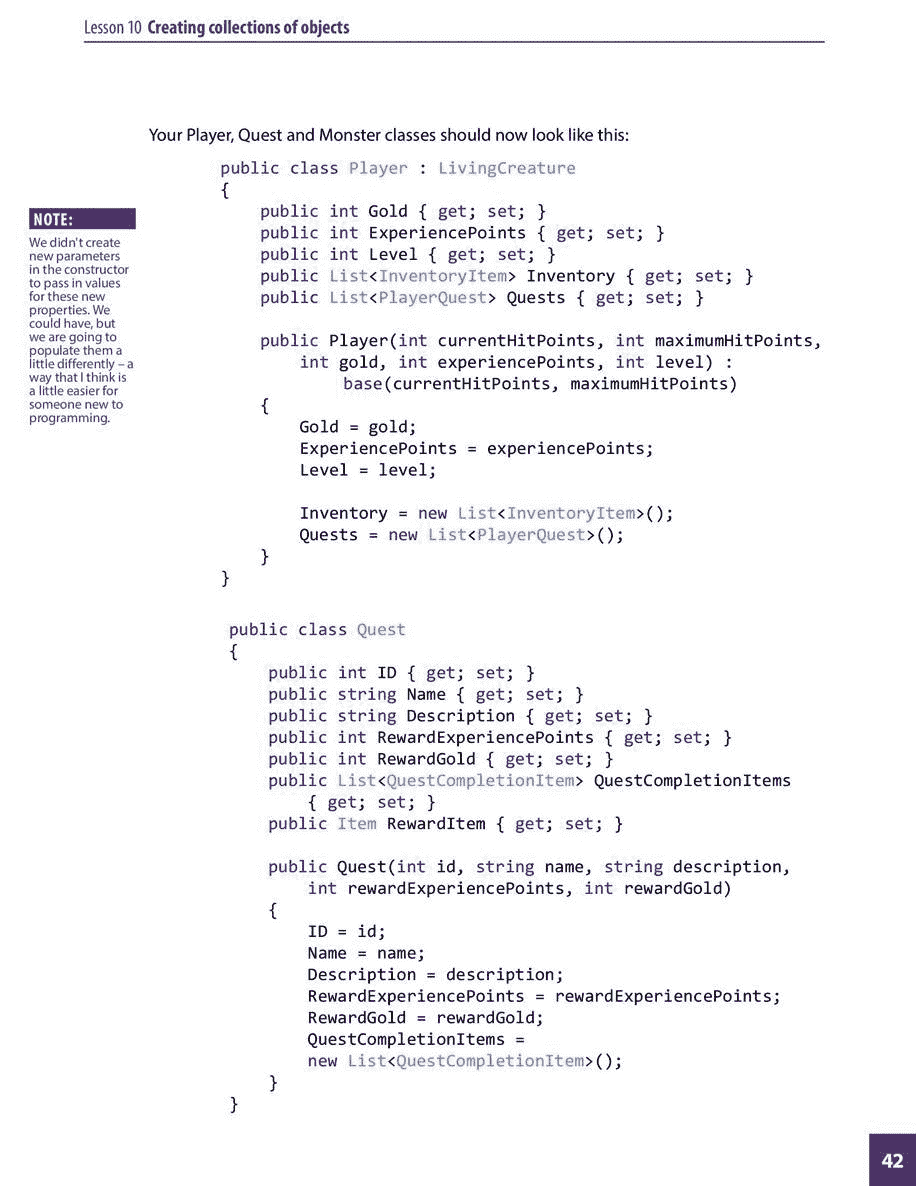 Lesson 10 Creating collections of objects
Your Player, Quest and Monster classes should now look like this:
public class Player : LivingCreature
{
public int Gold { get; set; }
public int ExperiencePoints { get; set; }
public int Level { get; set; }
public List<InventoryItem> Inventory { get; set; }
public List<PlayerQuest> Quests { get; set; }
public Player(int currentHitPoints, int maximumHitPoints,
int gold, int experiencePoints, int level) :
base(currentHitPoints, maximumHitPoints)
{
Gold = gold;
ExperiencePoints = experiencePoints;
Level = level;
Inventory = new List<InventoryItem>();
Quests = new List<PlayerQuest>();
}
}
NOTE:
We didn't create
new parameters
in the constructor
to pass in values
for these new
properties. We
could have, but
we are going to
populate them a
little differently – a
way that I think is
a little easier for
someone new to
programming.
public class Quest
{
public int ID { get; set; }
public string Name { get; set; }
public string Description { get; set; }
public int RewardExperiencePoints { get; set; }
public int RewardGold { get; set; }
public List<QuestCompletionItem> QuestCompletionItems
{ get; set; }
public Item RewardItem { get; set; }
public Quest(int id, string name, string description,
int rewardExperiencePoints, int rewardGold)
{
ID = id;
Name = name;
Description = description;
RewardExperiencePoints = rewardExperiencePoints;
RewardGold = rewardGold;
QuestCompletionItems =
new List<QuestCompletionItem>();
}
}
42